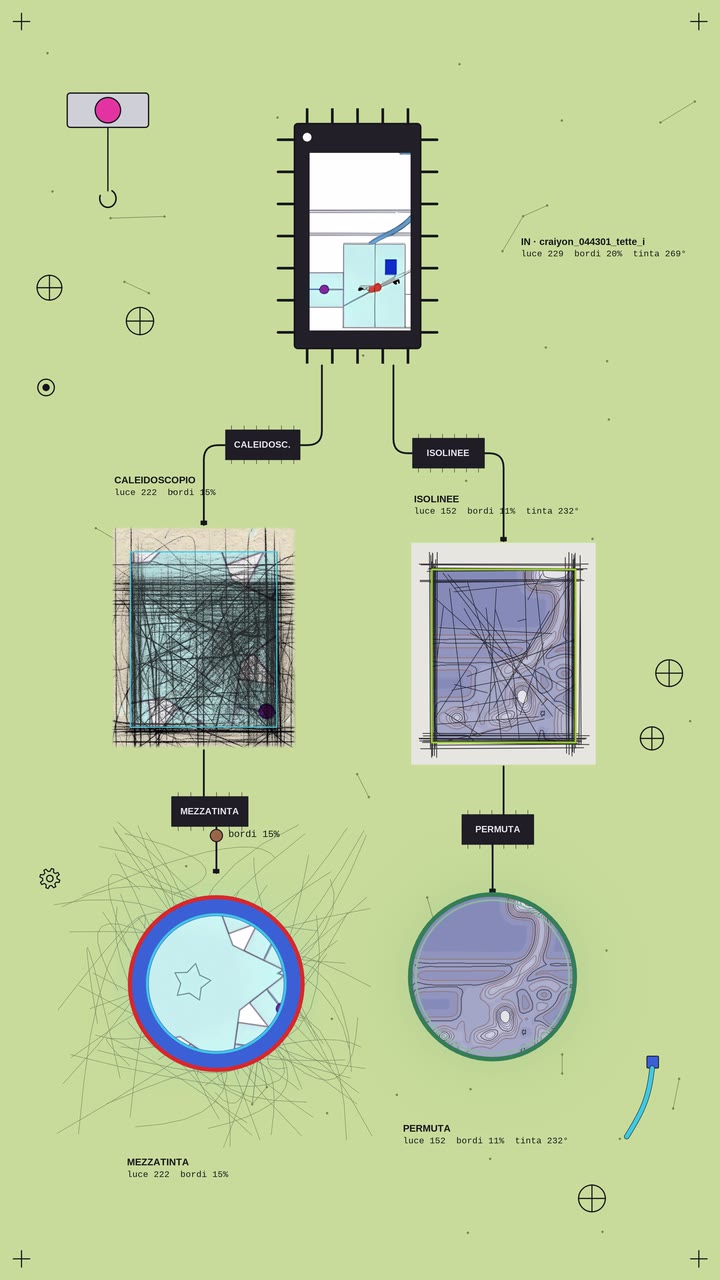 IN · craiyon_044301_tette_i
luce 229  bordi 20%  tinta 269°
CALEIDOSC.
ISOLINEE
CALEIDOSCOPIO
luce 222  bordi 15%
ISOLINEE
luce 152  bordi 11%  tinta 232°
MEZZATINTA
PERMUTA
bordi 15%
PERMUTA
luce 152  bordi 11%  tinta 232°
MEZZATINTA
luce 222  bordi 15%